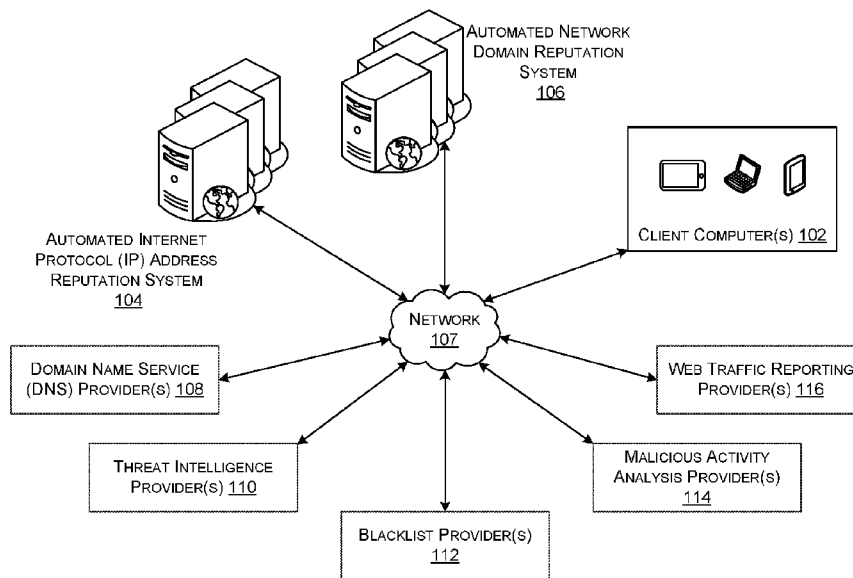 AUTOMATED NETWORK
DOMAIN REPUTATION
SYSTEM
106
AUTOMATED INTERNET
PROTOCOL (IP) ADDRESS
REPUTATION SYSTEM
104
CLIENT COMPUTER(S) 102
NETWORK
107
DOMAIN NAME SERVICE
(DNS) PROVIDER(S) 108
WEB TRAFFIC REPORTING
PROVIDER(S) 116
THREAT INTELLIGENCE
PROVIDER(S) 110
MALICIOUS ACTIVITY
ANALYSIS PROVIDER(S)
114
BLACKLIST PROVIDER(S)
112